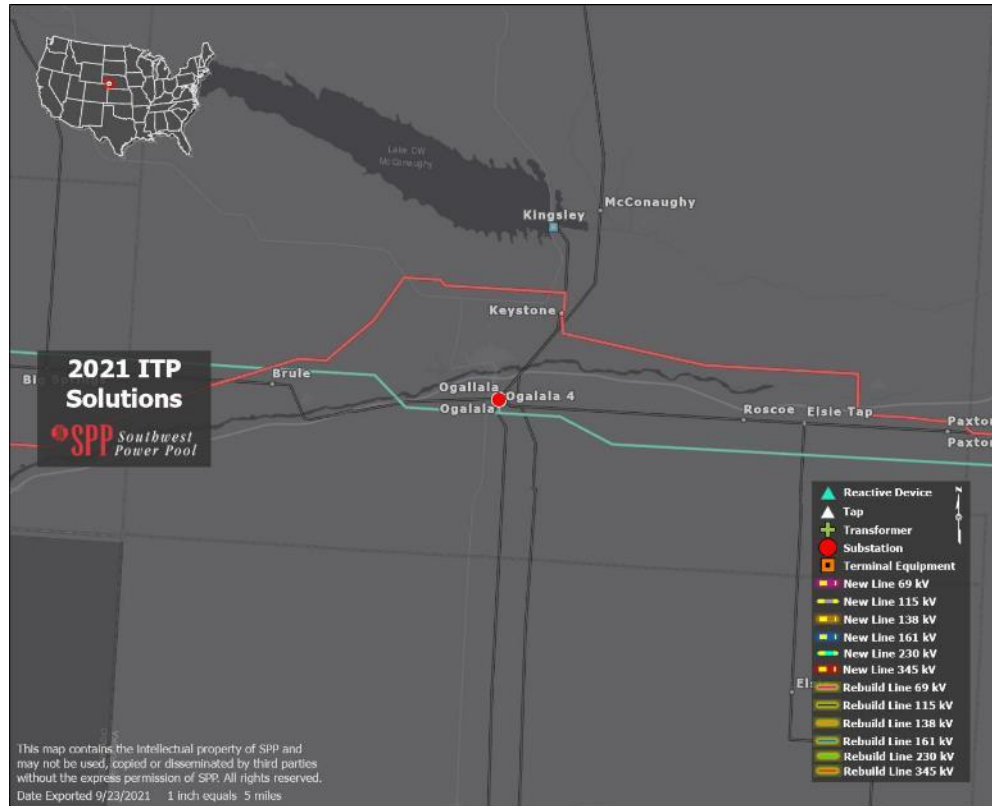 Lake CW
McConaughy
McConaughy
Kingsley
Keystone
2021 ITP
Solutions
SPP Southwest
Power Pool
Brule
Ogallala
Ogalala 4
Ogalala
Roscoe
Elsie Tap
Paxton
Paxton
Reactive Device
Tap
Transformer
Substation
Terminal Equipment
New Line 69 kV
New Line 115 kV
New Line 138 kV
New Line 161 kV
New Line 230 kV
New Line 345 kV
Rebuild Line 69 kV
Rebuild Line 115 kV
Rebuild Line 138 kV
Rebuild Line 161 kV
Rebuild Line 230 kV
Rebuild Line 345 kV
N
This map contains the intellectual property of SPP and
may not be used, copied or disseminated by third parties
without the express permission of SPP. All rights reserved.
Date Exported 9/23/2021 1 inch equals 5 miles